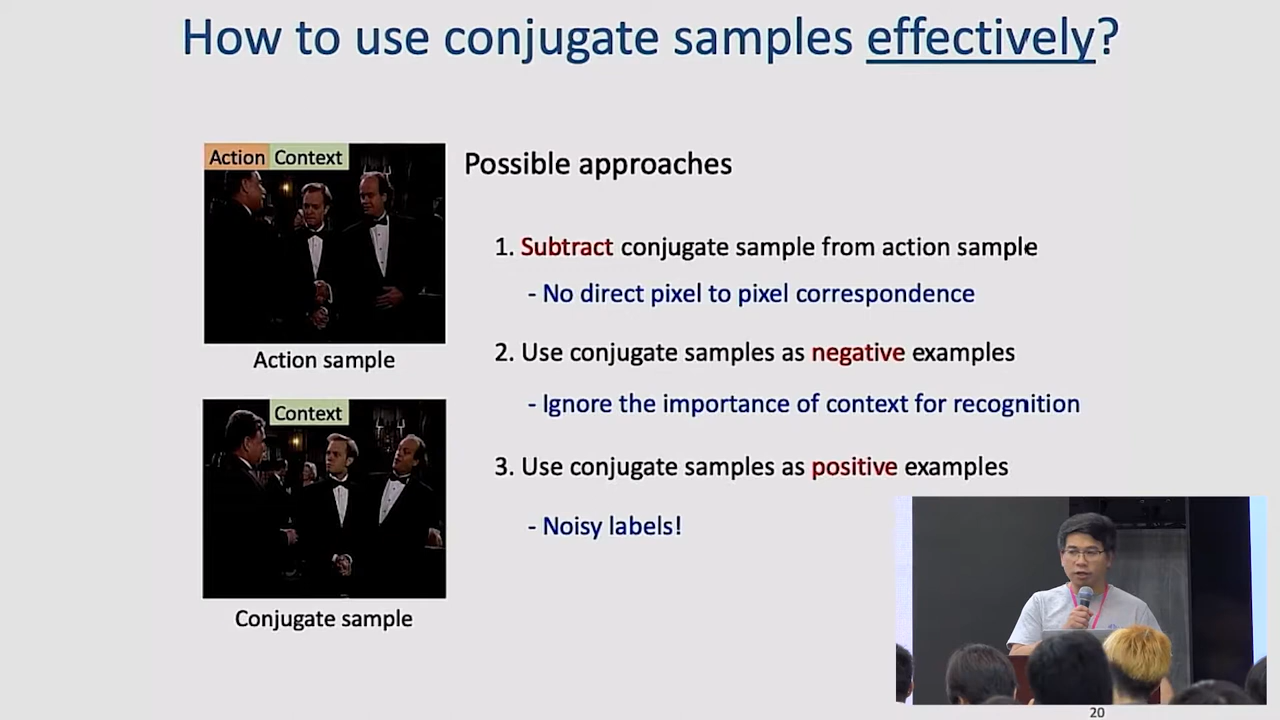 How to use conjugate samples effectively?
Action Context
Action sample
Context
Conjugate sample
Possible approaches
1. Subtract conjugate sample from action sample
- No direct pixel to pixel correspondence
2. Use conjugate samples as negative examples
- Ignore the importance of context for recognition
3. Use conjugate samples as positive examples
- Noisy labels!
20